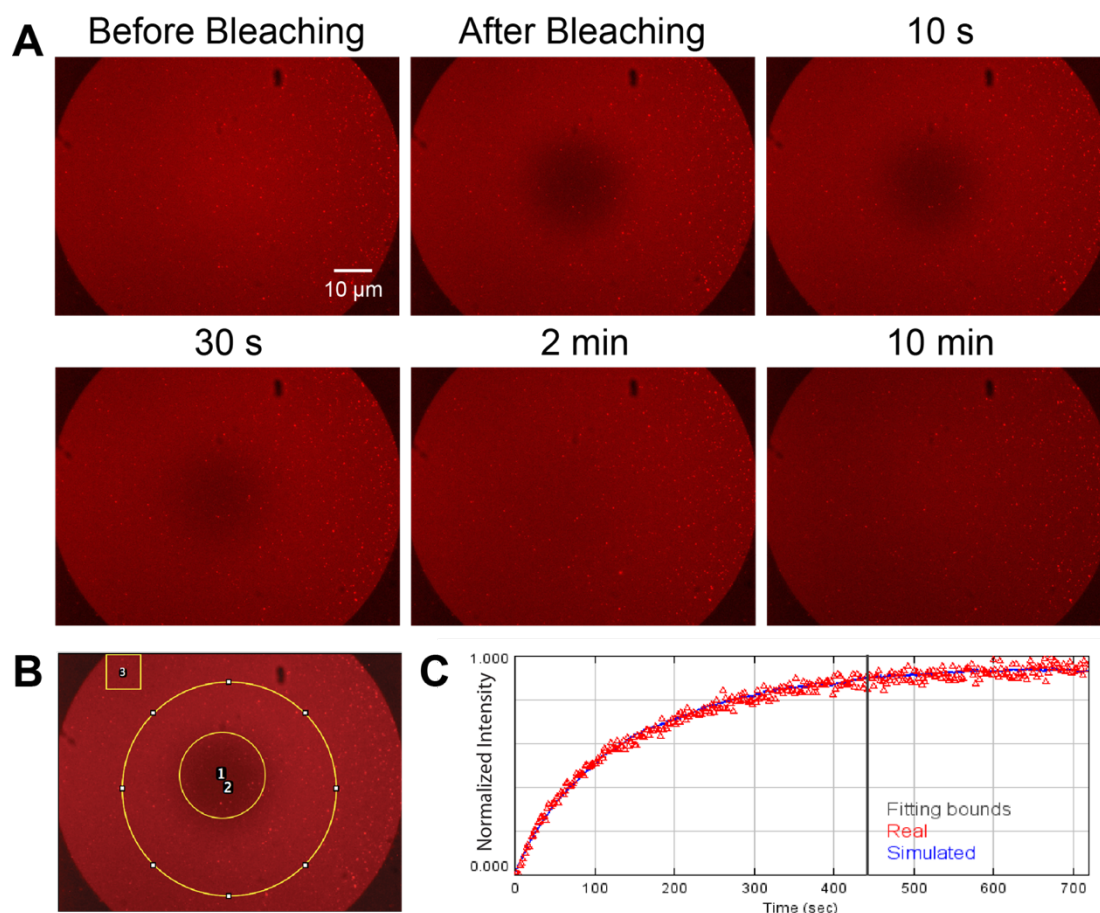 A
Before Bleaching
After Bleaching
10 s
10 µm
30 s
2 min
10 min
B
3
1
2
C
1.000
Normalized Intensity
0.000
Fitting bounds
Real
Simulated
0 100 200 300 400 500 600 700
Time (sec)